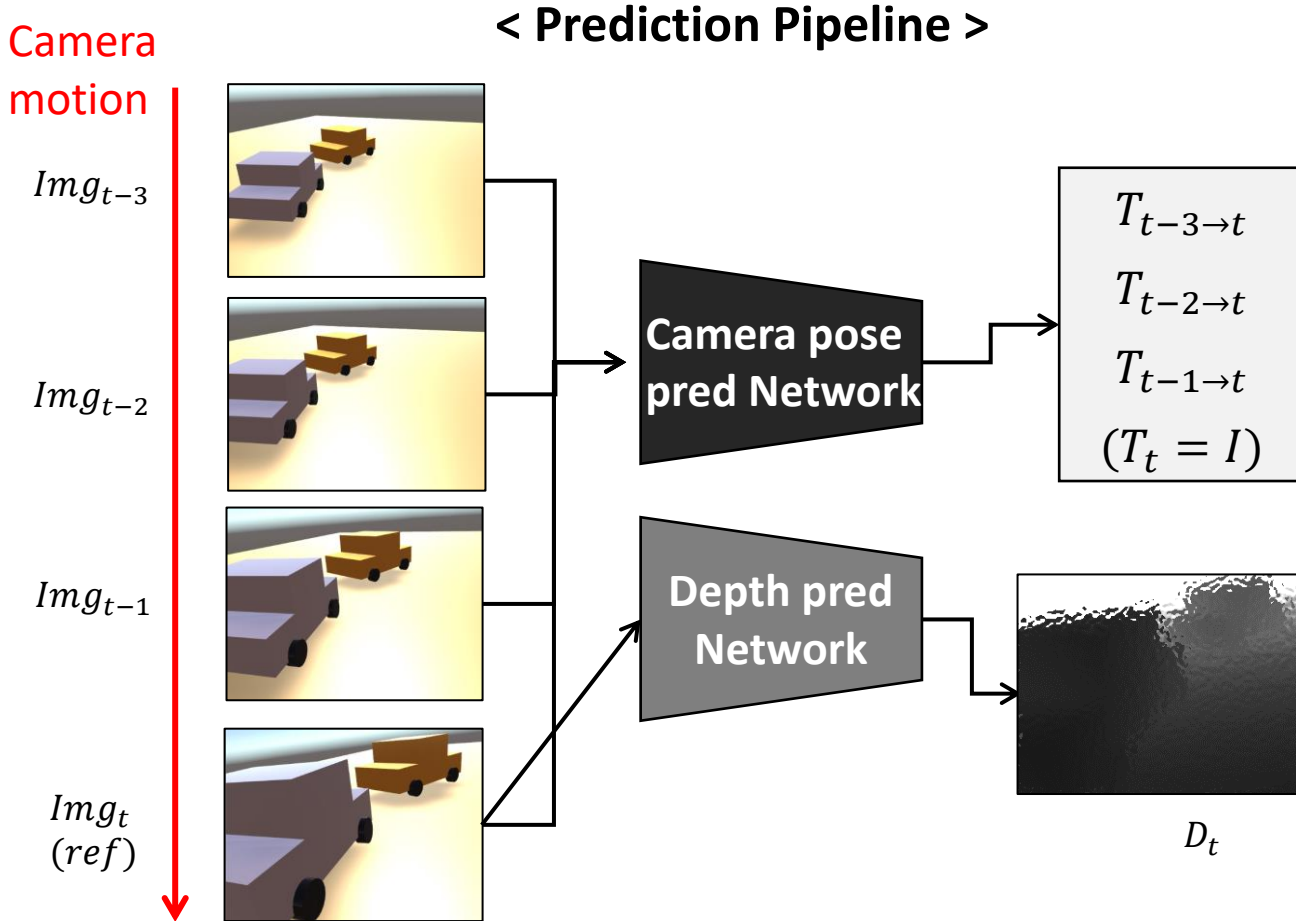 < Prediction Pipeline >
Camera
motion
Img_{t−3}
Img_{t−2}
Img_{t−1}
Img_t
(ref)
Camera pose
pred Network
T_{t−3→t}
T_{t−2→t}
T_{t−1→t}
(T_t = I)
Depth pred
Network
D_t